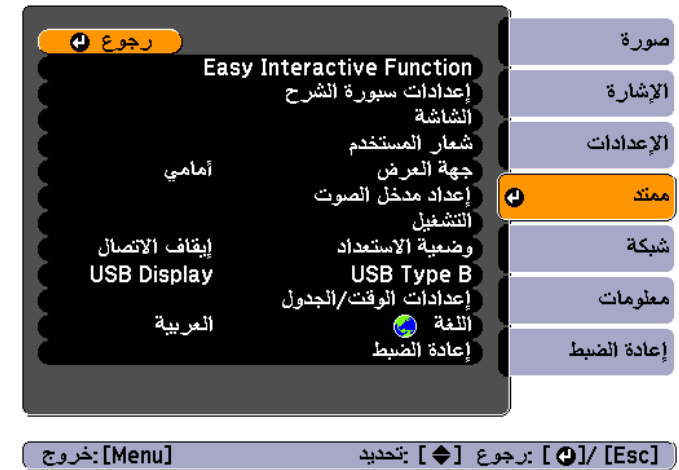 صورة
الإشارة
الإعدادات
ممتد
شبكة
معلومات
إعادة الضبط
رجوع
Easy Interactive Function
إعدادات سبورة الشرح
الشاشة
شعار المستخدم
جهة العرض أمامي
إعداد مدخل الصوت
التشغيل
وضعية الاستعداد إيقاف الاتصال
USB Type B USB Display
إعدادات الوقت/الجدول
اللغة العربية
إعادة الضبط
[Esc] /[ ] :رجوع [ ] :تحديد [Menu] :خروج